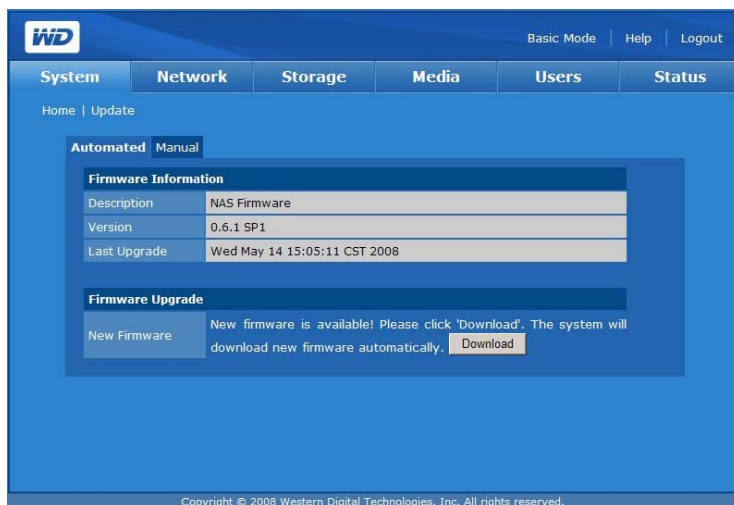 WD
Basic Mode | Help | Logout
System Network Storage Media Users Status
Home | Update
Automated Manual
Firmware Information
Description NAS Firmware
Version 0.6.1 SP1
Last Upgrade Wed May 14 15:05:11 CST 2008
Firmware Upgrade
New Firmware New firmware is available! Please click 'Download'. The system will
download new firmware automatically. Download
Copyright © 2008 Western Digital Technologies, Inc. All rights reserved.